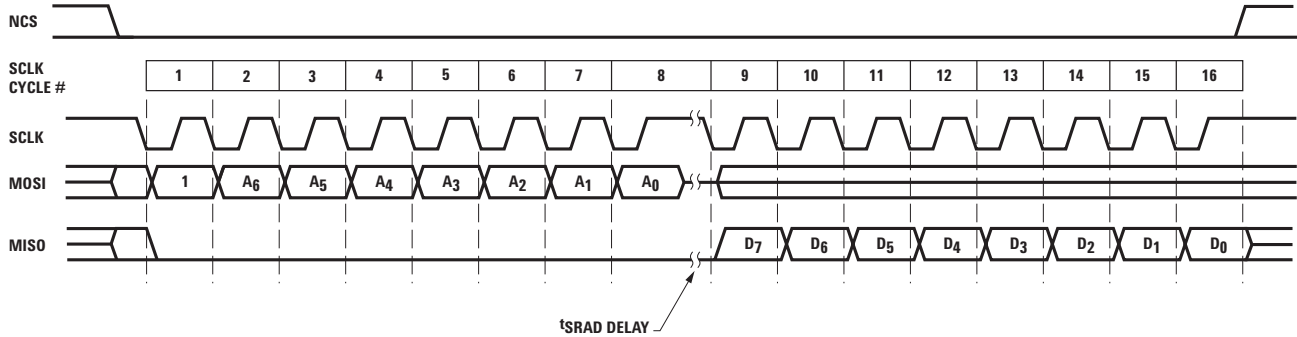 NCS
SCLK
CYCLE #
1 2 3 4 5 6 7 8 9 10 11 12 13 14 15 16
SCLK
MOSI 1 A6 A5 A4 A3 A2 A1 A0
MISO D7 D6 D5 D4 D3 D2 D1 D0
tSRAD DELAY